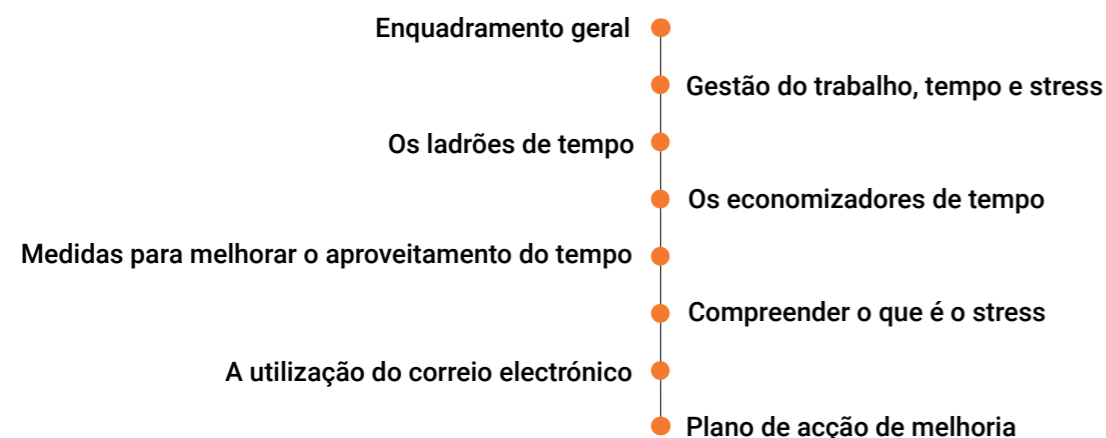 Enquadramento geral
Gestão do trabalho, tempo e stress
Os ladrões de tempo
Os economizadores de tempo
Medidas para melhorar o aproveitamento do tempo
Compreender o que é o stress
A utilização do correio electrónico
Plano de acção de melhoria